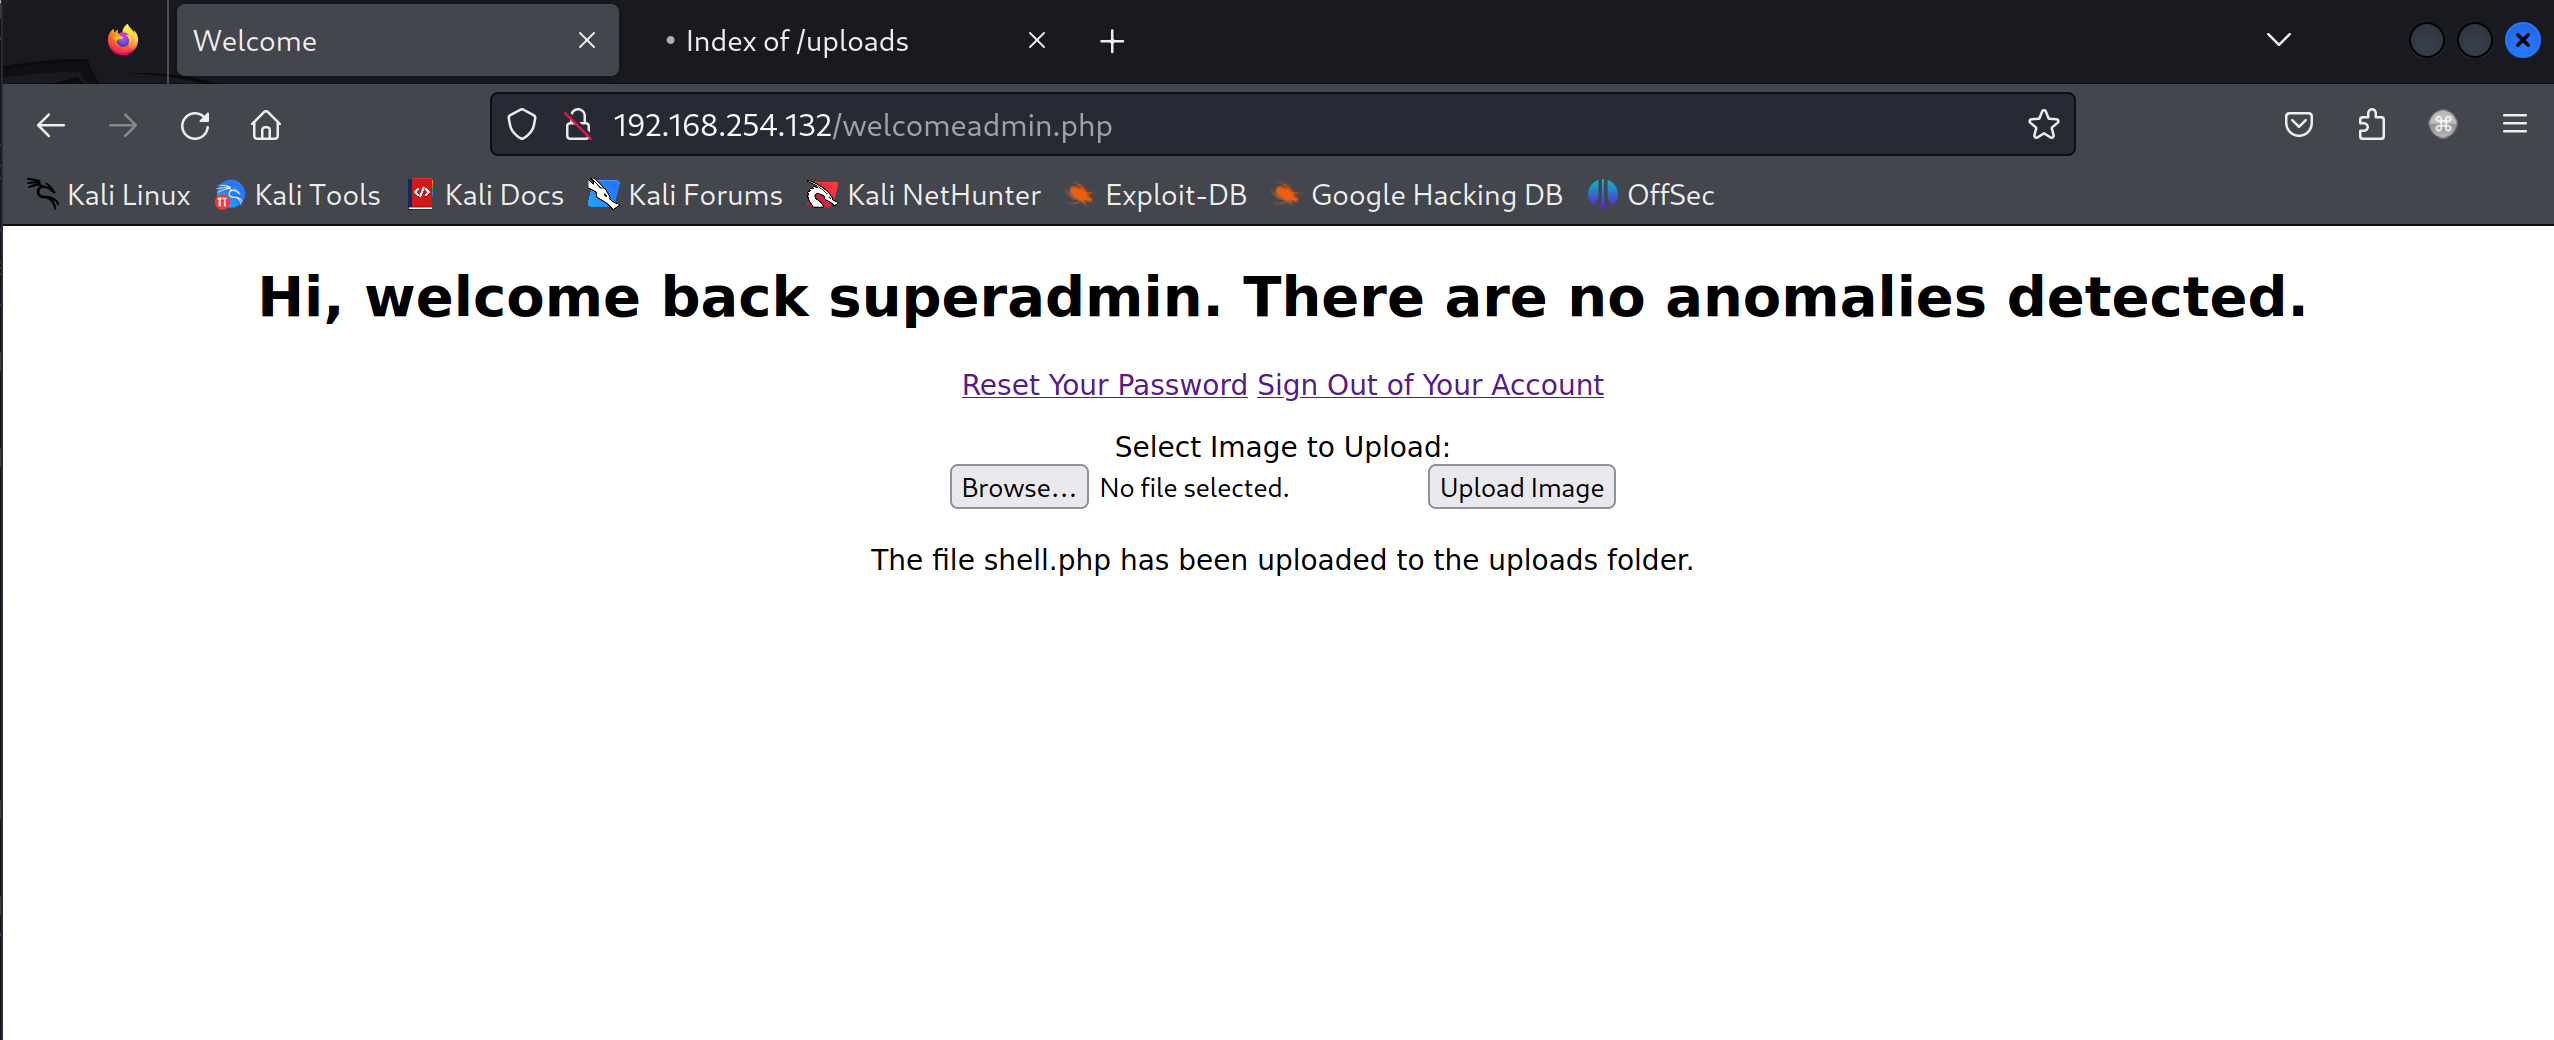 Welcome
Index of /uploads
192.168.254.132/welcomeadmin.php
Kali Linux Kali Tools Kali Docs Kali Forums Kali NetHunter Exploit-DB Google Hacking DB OffSec
Hi, welcome back superadmin. There are no anomalies detected.
Reset Your Password Sign Out of Your Account
Select Image to Upload:
Browse... No file selected. Upload Image
The file shell.php has been uploaded to the uploads folder.